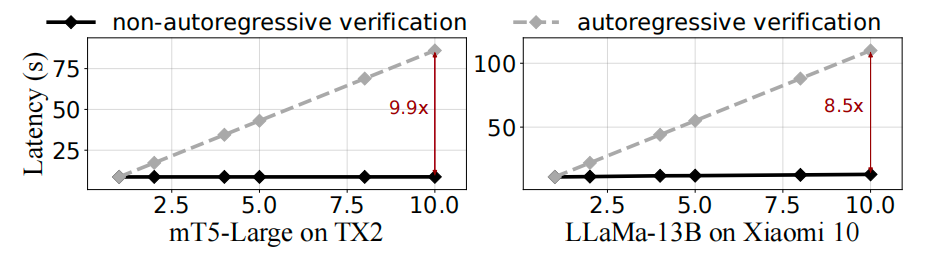 non-autoregressive verification autoregressive verification
Latency (s)
75
50
25
9.9x
2.5 5.0 7.5 10.0
mT5-Large on TX2
100
50
8.5x
2.5 5.0 7.5 10.0
LLaMa-13B on Xiaomi 10